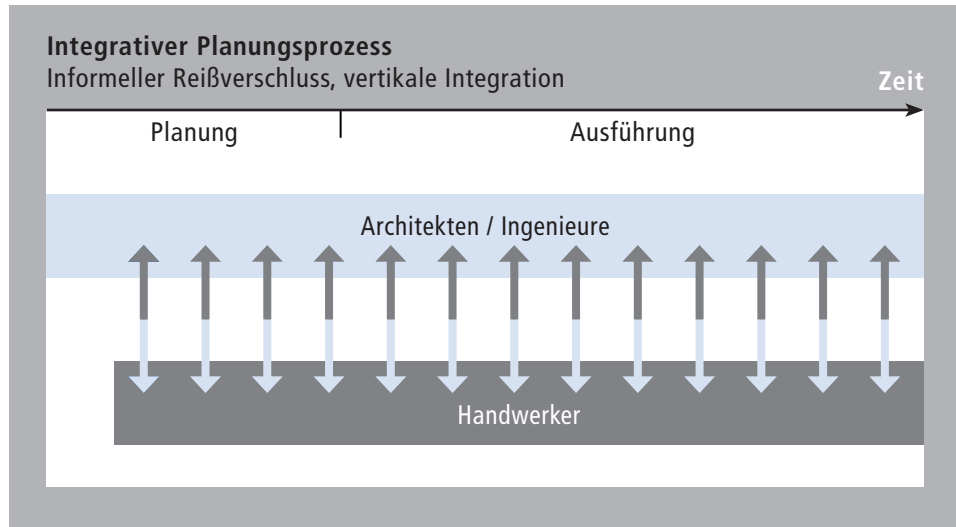 Integrativer Planungsprozess
Informeller Reißverschluss, vertikale Integration
Zeit
Planung
Ausführung
Architekten / Ingenieure
Handwerker